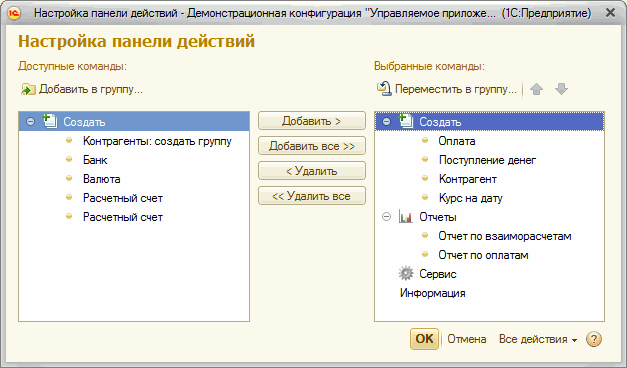 Настройка панели действий - Демонстрационная конфигурация "Управляемое приложе... (1С:Предприятие)
Настройка панели действий
Доступные команды:
Добавить в группу...
Создать
Контрагенты: создать группу
Банк
Валюта
Расчетный счет
Расчетный счет
Добавить >
Добавить все >>
< Удалить
<< Удалить все
Выбранные команды:
Переместить в группу...
Создать
Оплата
Поступление денег
Контрагент
Курс на дату
Отчеты
Отчет по взаиморасчетам
Отчет по оплатам
Сервис
Информация
OK
Отмена
Все действия
?